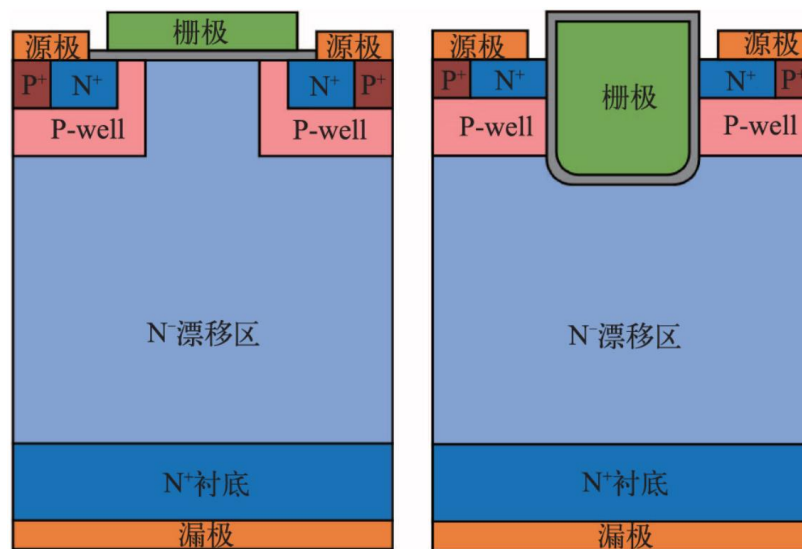 源极 栅极 源极
P⁺ N⁺ N⁺ P⁺
P-well P-well
N⁻漂移区
N⁺衬底
漏极
源极 栅极 源极
P⁺ N⁺ N⁺ P⁺
P-well P-well
N⁻漂移区
N⁺衬底
漏极